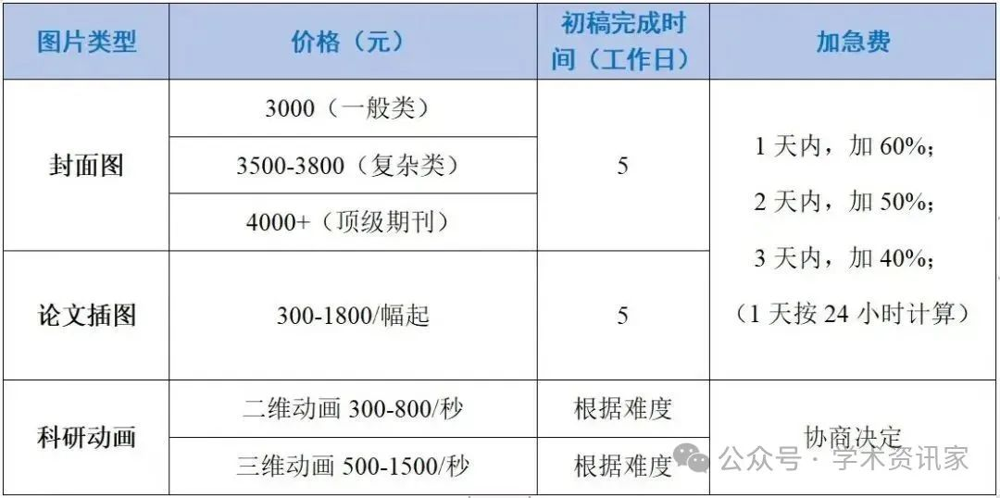 图片类型
价格（元）
初稿完成时
间（工作日）
加急费
封面图
3000（一般类）
3500-3800（复杂类）
4000+（顶级期刊）
5
1 天内，加 60%；
2 天内，加 50%；
3 天内，加 40%；
（1 天按 24 小时计算）
论文插图
300-1800/幅起
5
科研动画
二维动画 300-800/秒
根据难度
三维动画 500-1500/秒
根据难度
协商决定
公众号 · 学术资讯家